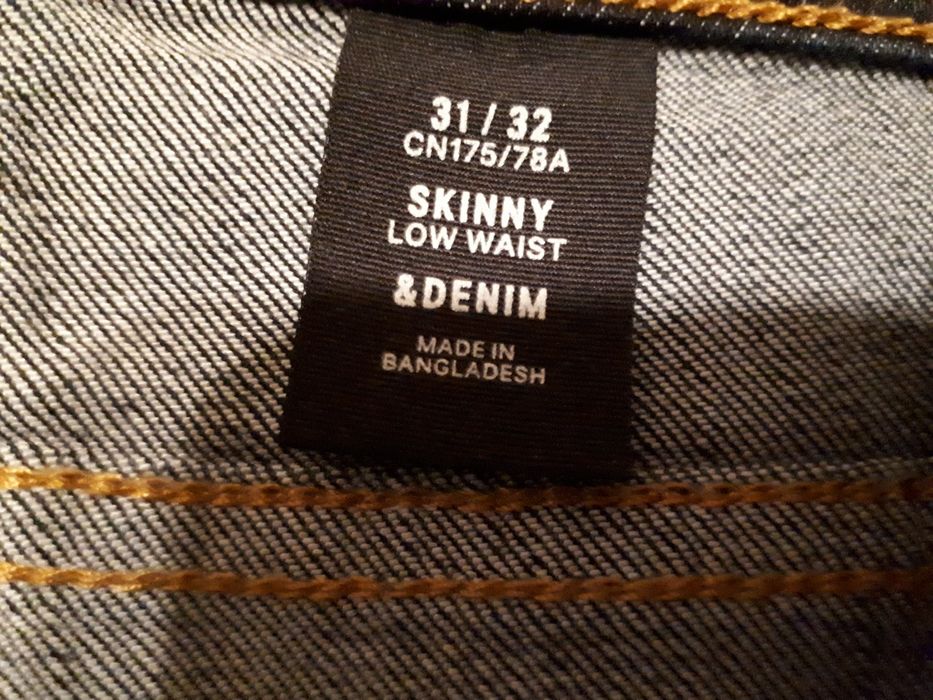 31 / 32
CN175/78A
SKINNY
LOW WAIST
&DENIM
MADE IN
BANGLADESH